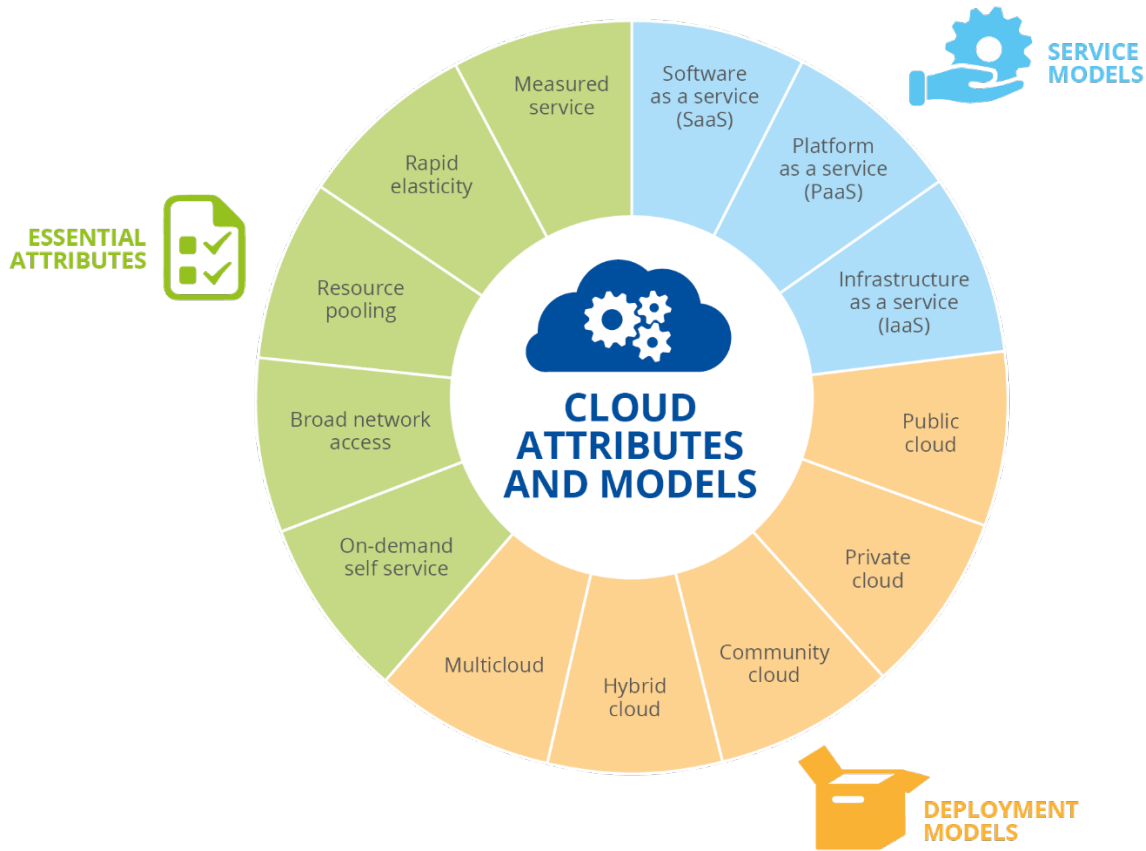 SERVICE
MODELS
Software
as a service
(SaaS)
Platform
as a service
(PaaS)
Infrastructure
as a service
(IaaS)
Public
cloud
Private
cloud
Community
cloud
Hybrid
cloud
Multicloud
DEPLOYMENT
MODELS
On-demand
self service
Broad network
access
Resource
pooling
Rapid
elasticity
Measured
service
ESSENTIAL
ATTRIBUTES
CLOUD
ATTRIBUTES
AND MODELS